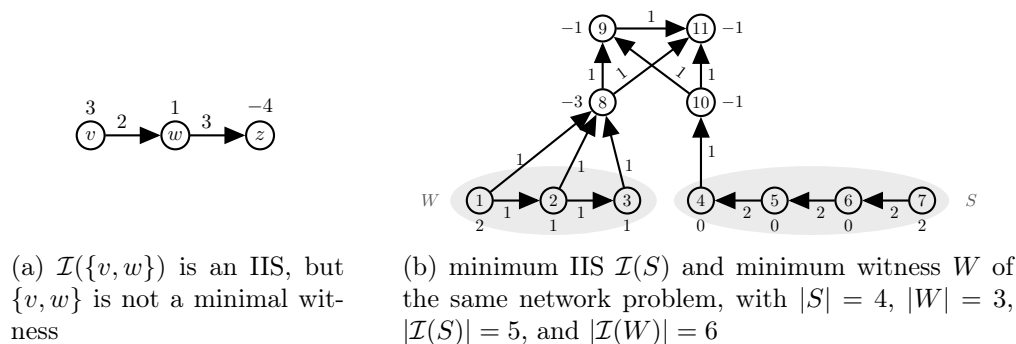 −1 9 1 11 −1
1 1 1 1
−3 8 10 −1
3 1 −4
v 2 w 3 z
1 1 1 1
W 1 1 2 1 3 4 2 5 2 6 2 7 S
2 1 1 0 0 0 2
(a) I({v, w}) is an IIS, but
{v, w} is not a minimal wit-
ness
(b) minimum IIS I(S) and minimum witness W of
the same network problem, with |S| = 4, |W| = 3,
|I(S)| = 5, and |I(W)| = 6